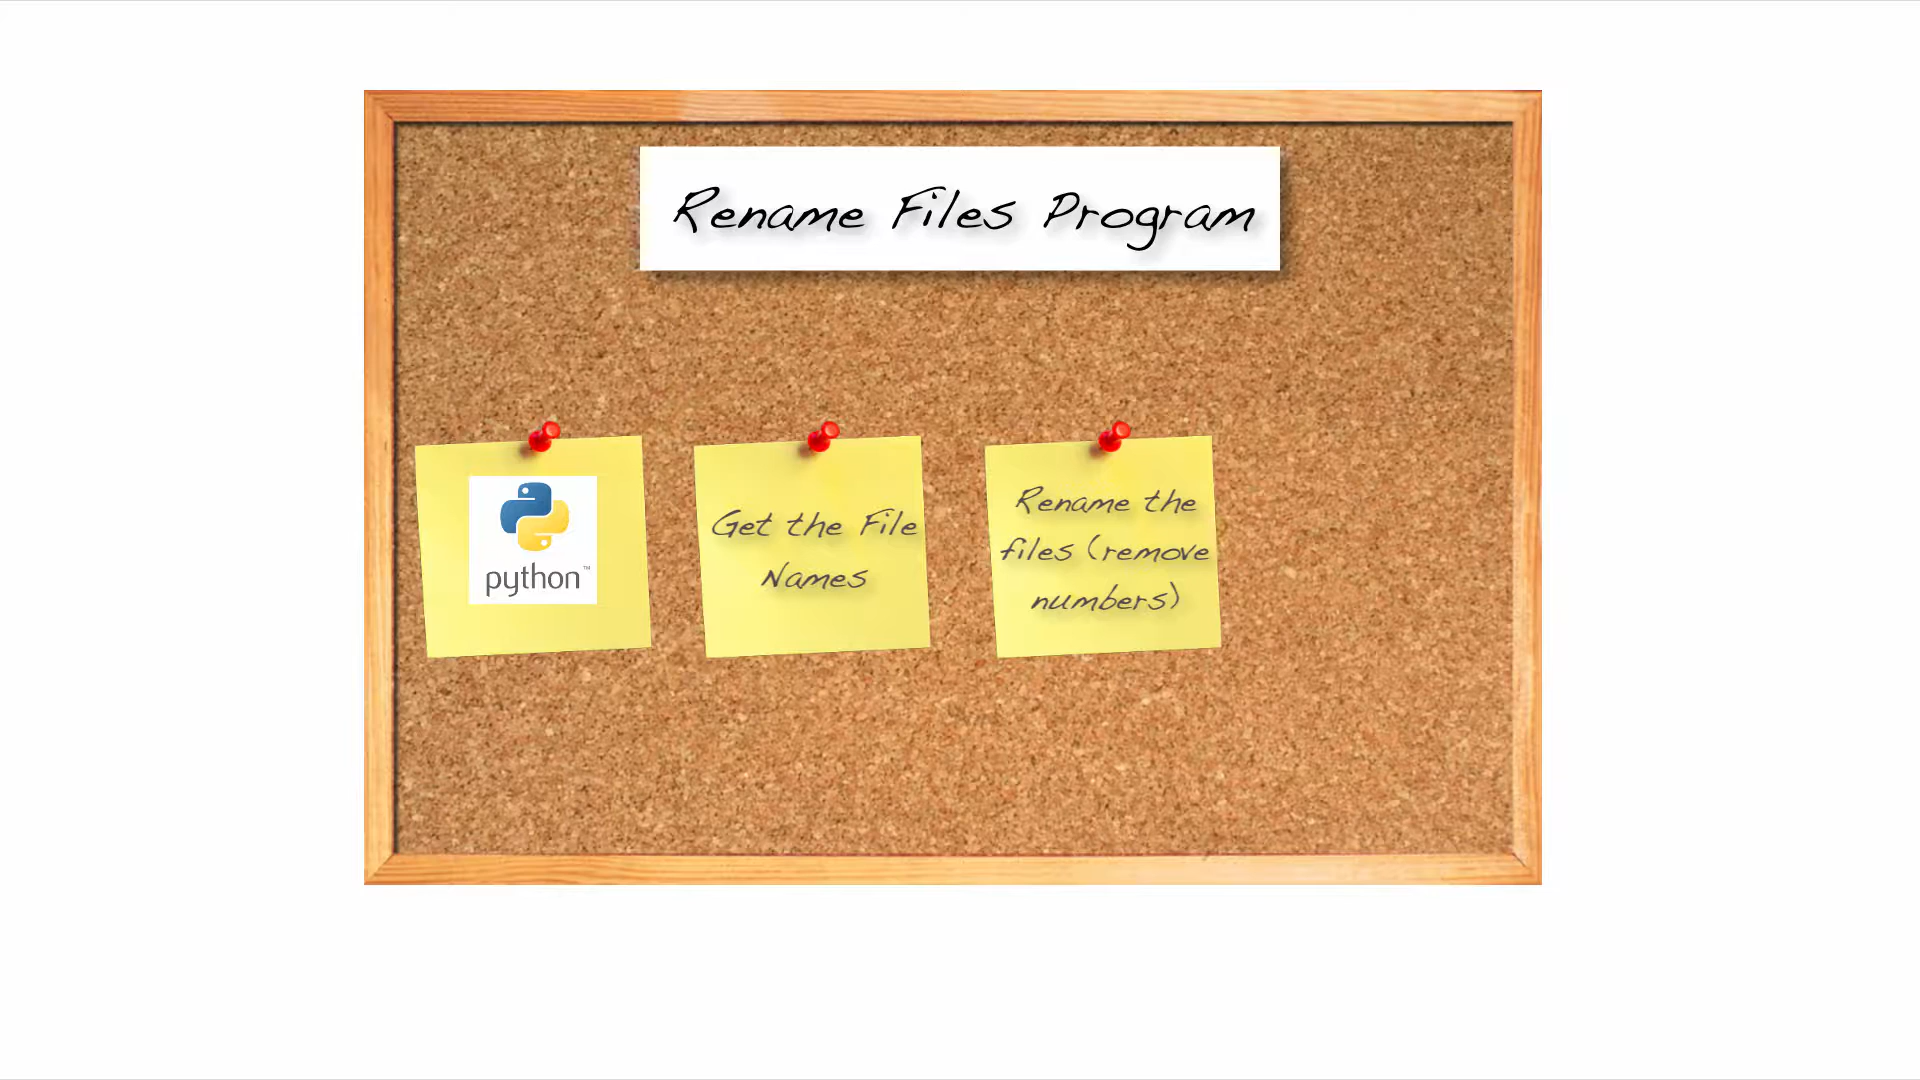 Rename Files Program
python™
Get the File
Names
Rename the
files (remove
numbers)